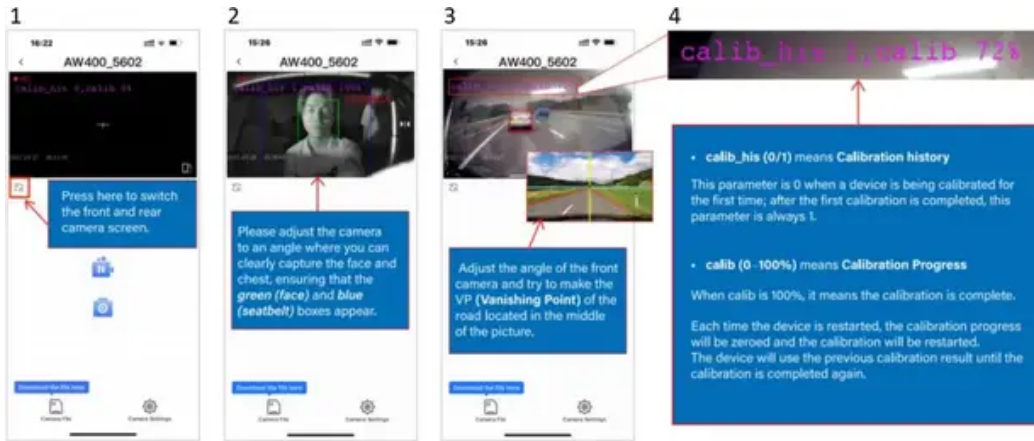 1
2
3
4
16:22
AW400_5602
calib_his 0,calib 0%
Press here to switch
the front and rear
camera screen.
Download the file here
Camera File
Camera Settings
15:26
AW400_5602
Please adjust the camera
to an angle where you can
clearly capture the face and
chest, ensuring that the
green (face) and blue
(seatbelt) boxes appear.
Download the file here
Camera File
Camera Settings
15:26
AW400_5602
Adjust the angle of the front
camera and try to make the
VP (Vanishing Point) of the
road located in the middle
of the picture.
Download the file here
Camera File
Camera Settings
calib_his 1,calib 72%
• calib_his (0/1) means Calibration history
This parameter is 0 when a device is being calibrated for
the first time; after the first calibration is completed, this
parameter is always 1.
• calib (0–100%) means Calibration Progress
When calib is 100%, it means the calibration is complete.
Each time the device is restarted, the calibration progress
will be zeroed and the calibration will be restarted.
The device will use the previous calibration result until the
calibration is completed again.